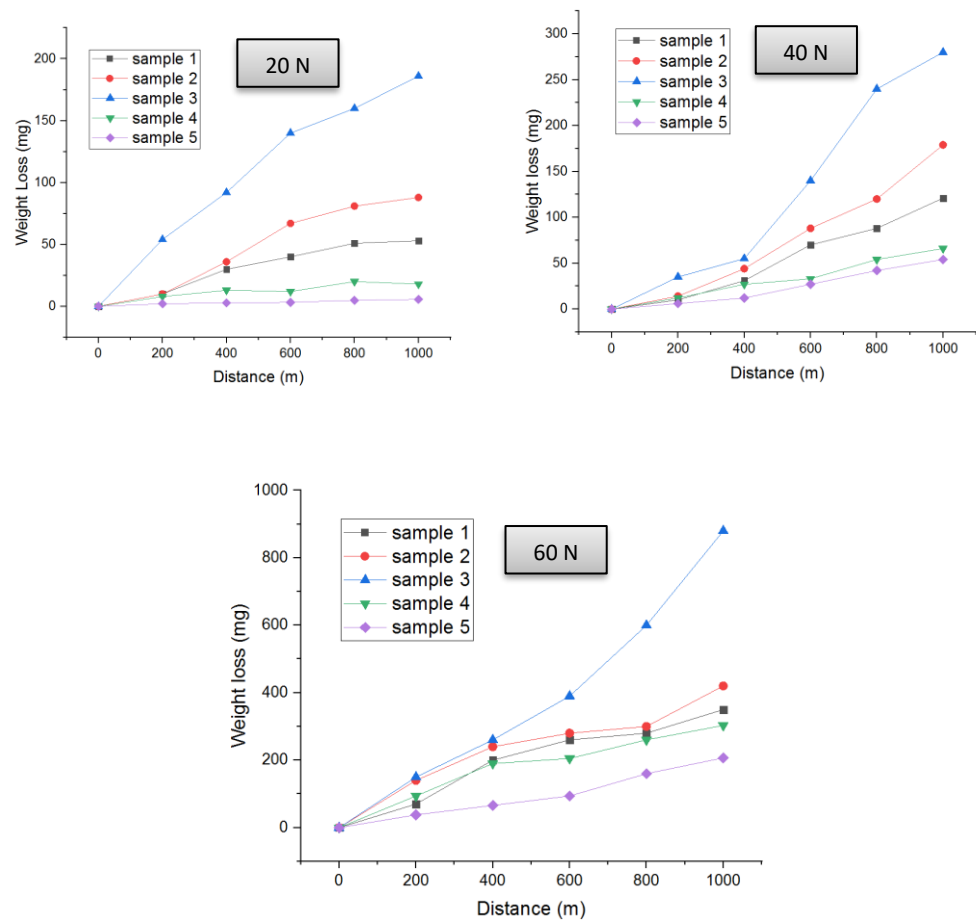 20 N
sample 1
sample 2
sample 3
sample 4
sample 5
Weight Loss (mg)
200
150
100
50
0
0 200 400 600 800 1000
Distance (m)
40 N
sample 1
sample 2
sample 3
sample 4
sample 5
Weight loss (mg)
300
250
200
150
100
50
0
0 200 400 600 800 1000
Distance (m)
60 N
sample 1
sample 2
sample 3
sample 4
sample 5
Weight loss (mg)
1000
800
600
400
200
0
0 200 400 600 800 1000
Distance (m)